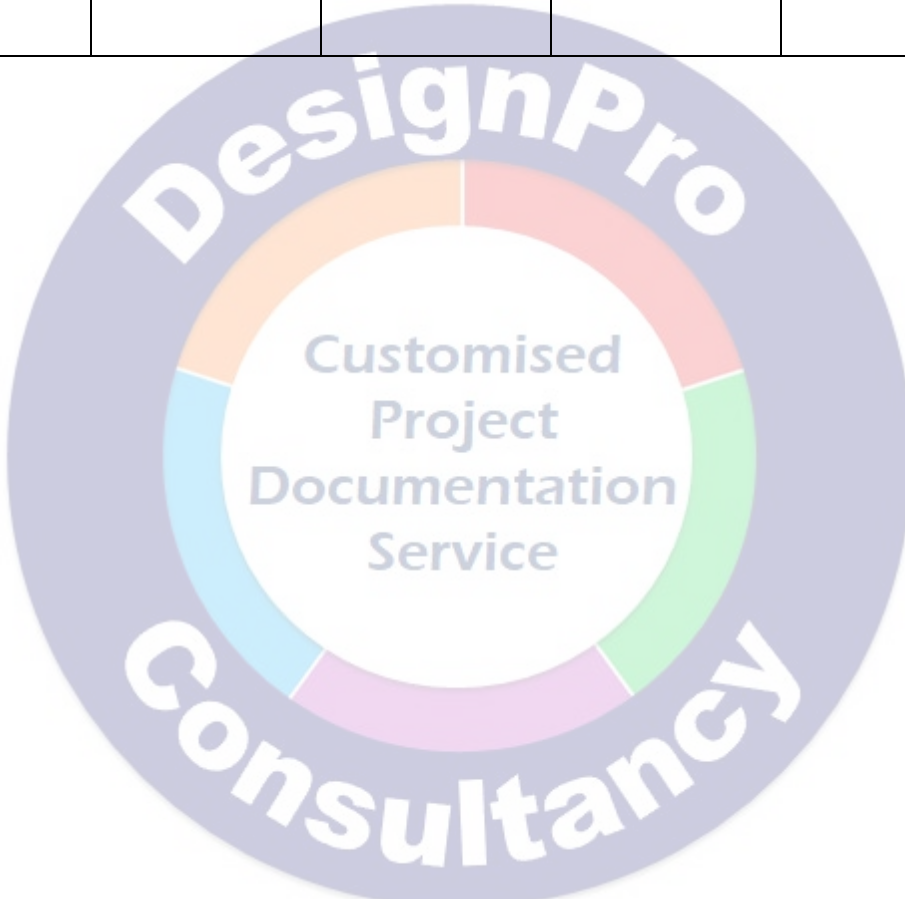 DesignPro
Customised
Project
Documentation
Service
Consultancy